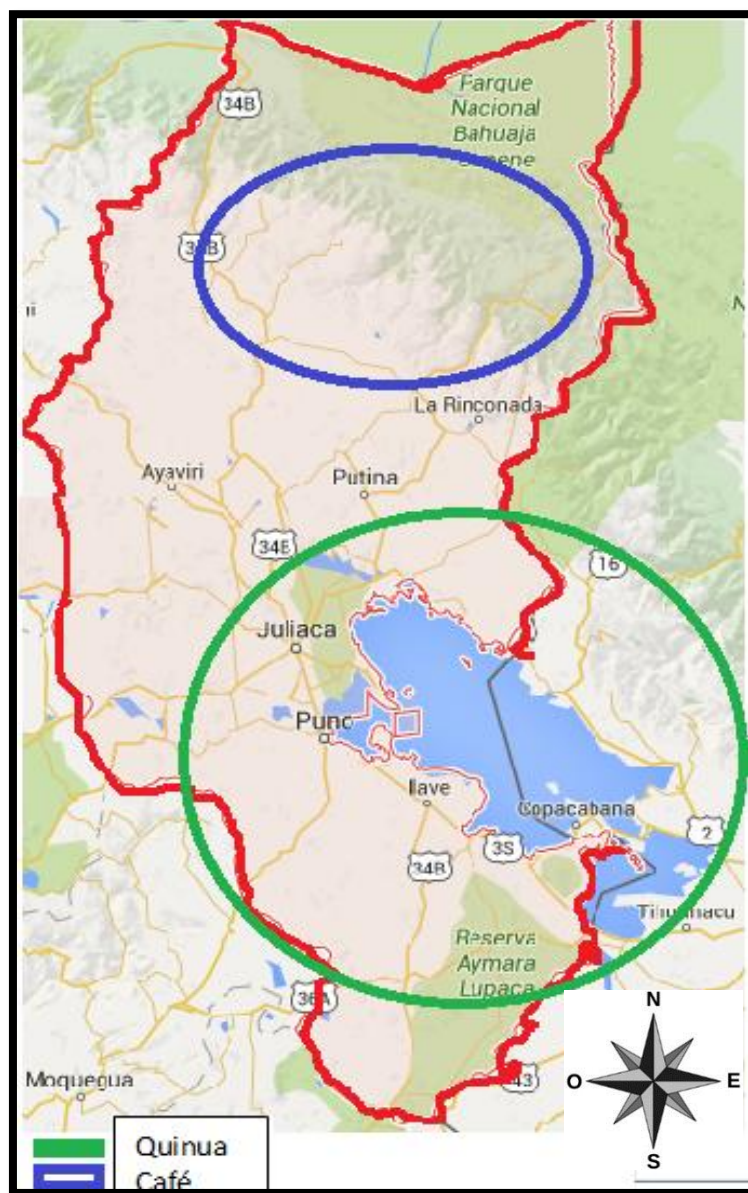 34B
Parque
Nacional
Bahuaja
La Rinconada
Ayaviri
Putina
34B
16
Juliaca
Puno
Ilave
Copacabana
2
3S
34B
Reserva
Aymara
Lupaca
36A
N
Moquegua
43
O
E
S
Quinua
Café